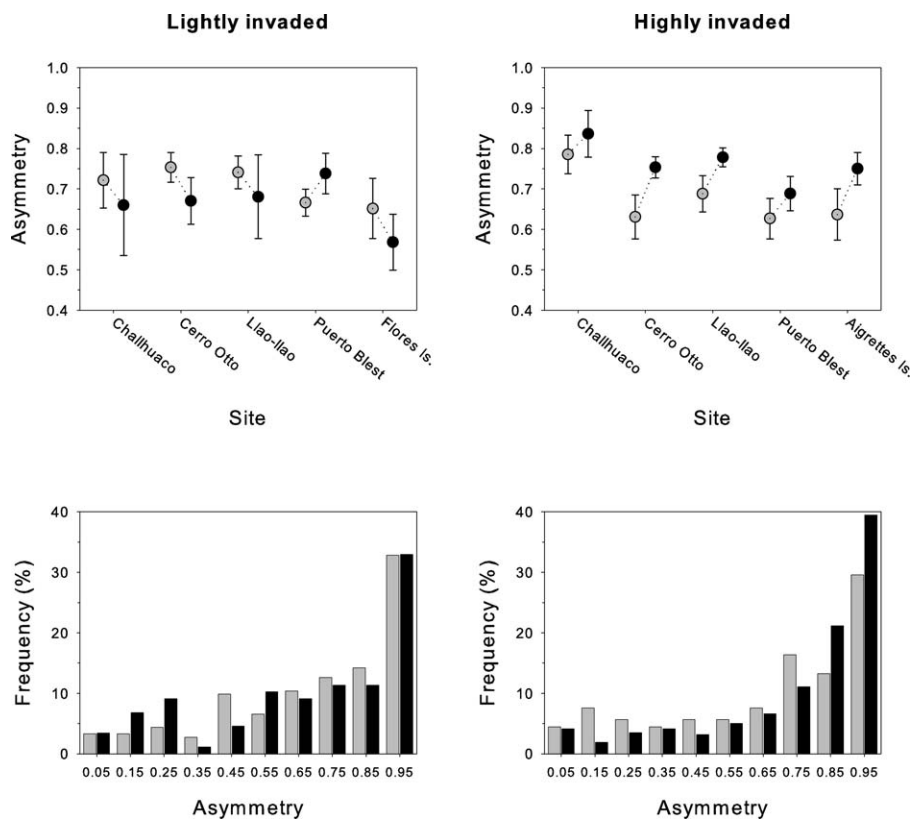 Lightly invaded
Highly invaded
Asymmetry
1.0
0.9
0.8
0.7
0.6
0.5
0.4
Challhuaco
Cerro Otto
Llao-llao
Puerto Blest
Flores Is.
Site
Asymmetry
1.0
0.9
0.8
0.7
0.6
0.5
0.4
Challhuaco
Cerro Otto
Llao-llao
Puerto Blest
Aigrettes Is.
Site
Frequency (%)
40
30
20
10
0
0.05 0.15 0.25 0.35 0.45 0.55 0.65 0.75 0.85 0.95
Asymmetry
Frequency (%)
40
30
20
10
0
0.05 0.15 0.25 0.35 0.45 0.55 0.65 0.75 0.85 0.95
Asymmetry